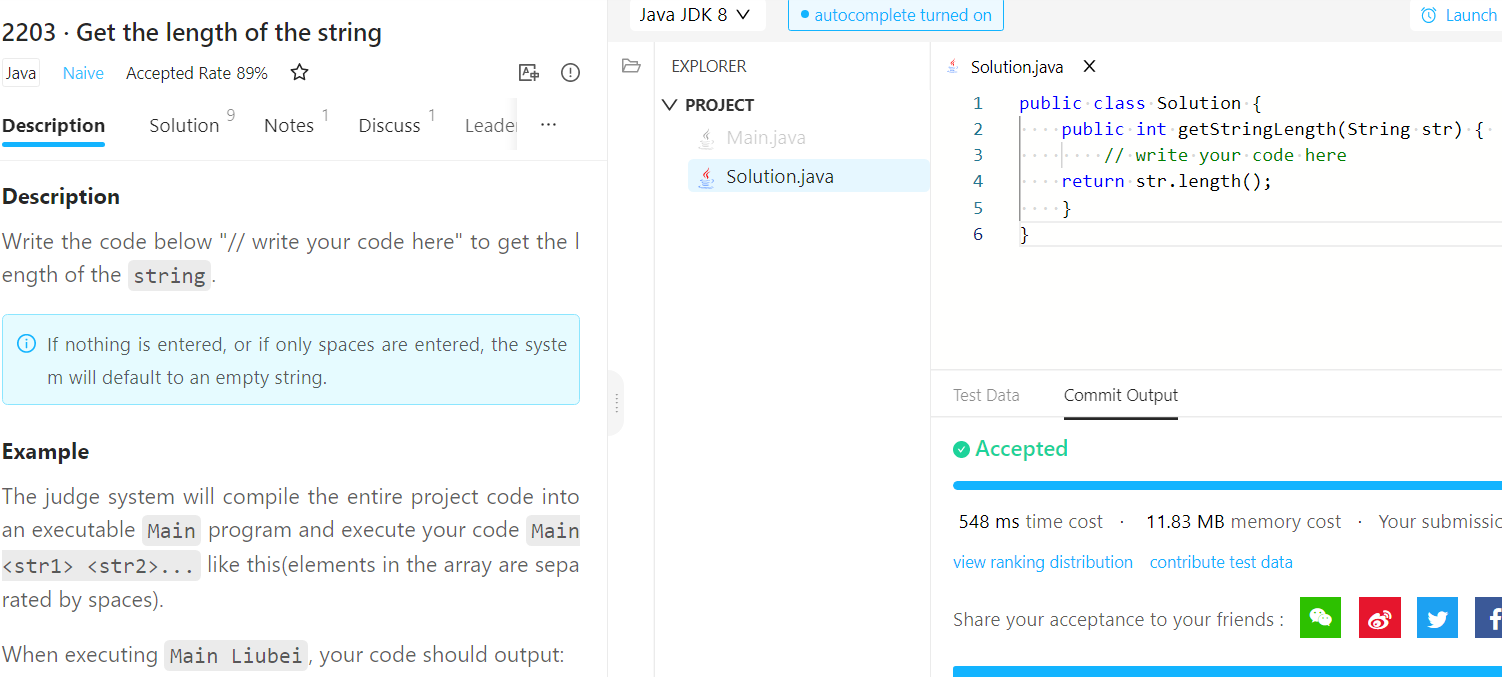 2203 · Get the length of the string
Java Naive Accepted Rate 89%
Description Solution 9 Notes 1 Discuss 1 Leader ...
Description
Write the code below "// write your code here" to get the l
ength of the string.
If nothing is entered, or if only spaces are entered, the syste
m will default to an empty string.
Example
The judge system will compile the entire project code into
an executable Main program and execute your code Main
<str1> <str2>... like this(elements in the array are sepa
rated by spaces).
When executing Main Liubei, your code should output:
Java JDK 8 autocomplete turned on Launch
EXPLORER
PROJECT
Main.java
Solution.java
Solution.java
1 public class Solution {
2 public int getStringLength(String str) {
3 // write your code here
4 return str.length();
5 }
6 }
Test Data Commit Output
Accepted
548 ms time cost · 11.83 MB memory cost · Your submissio
view ranking distribution contribute test data
Share your acceptance to your friends :